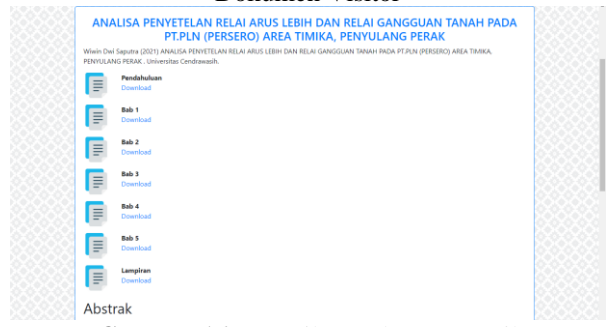 ANALISA PENYETELAN RELAI ARUS LEBIH DAN RELAI GANGGUAN TANAH PADA
PT.PLN (PERSERO) AREA TIMIKA, PENYULANG PERAK
Wiwin Dwi Saputra (2021) ANALISA PENYETELAN RELAI ARUS LEBIH DAN RELAI GANGGUAN TANAH PADA PT.PLN (PERSERO) AREA TIMIKA,
PENYULANG PERAK . Universitas Cendrawasih.
Pendahuluan
Download
Bab 1
Download
Bab 2
Download
Bab 3
Download
Bab 4
Download
Bab 5
Download
Lampiran
Download
Abstrak